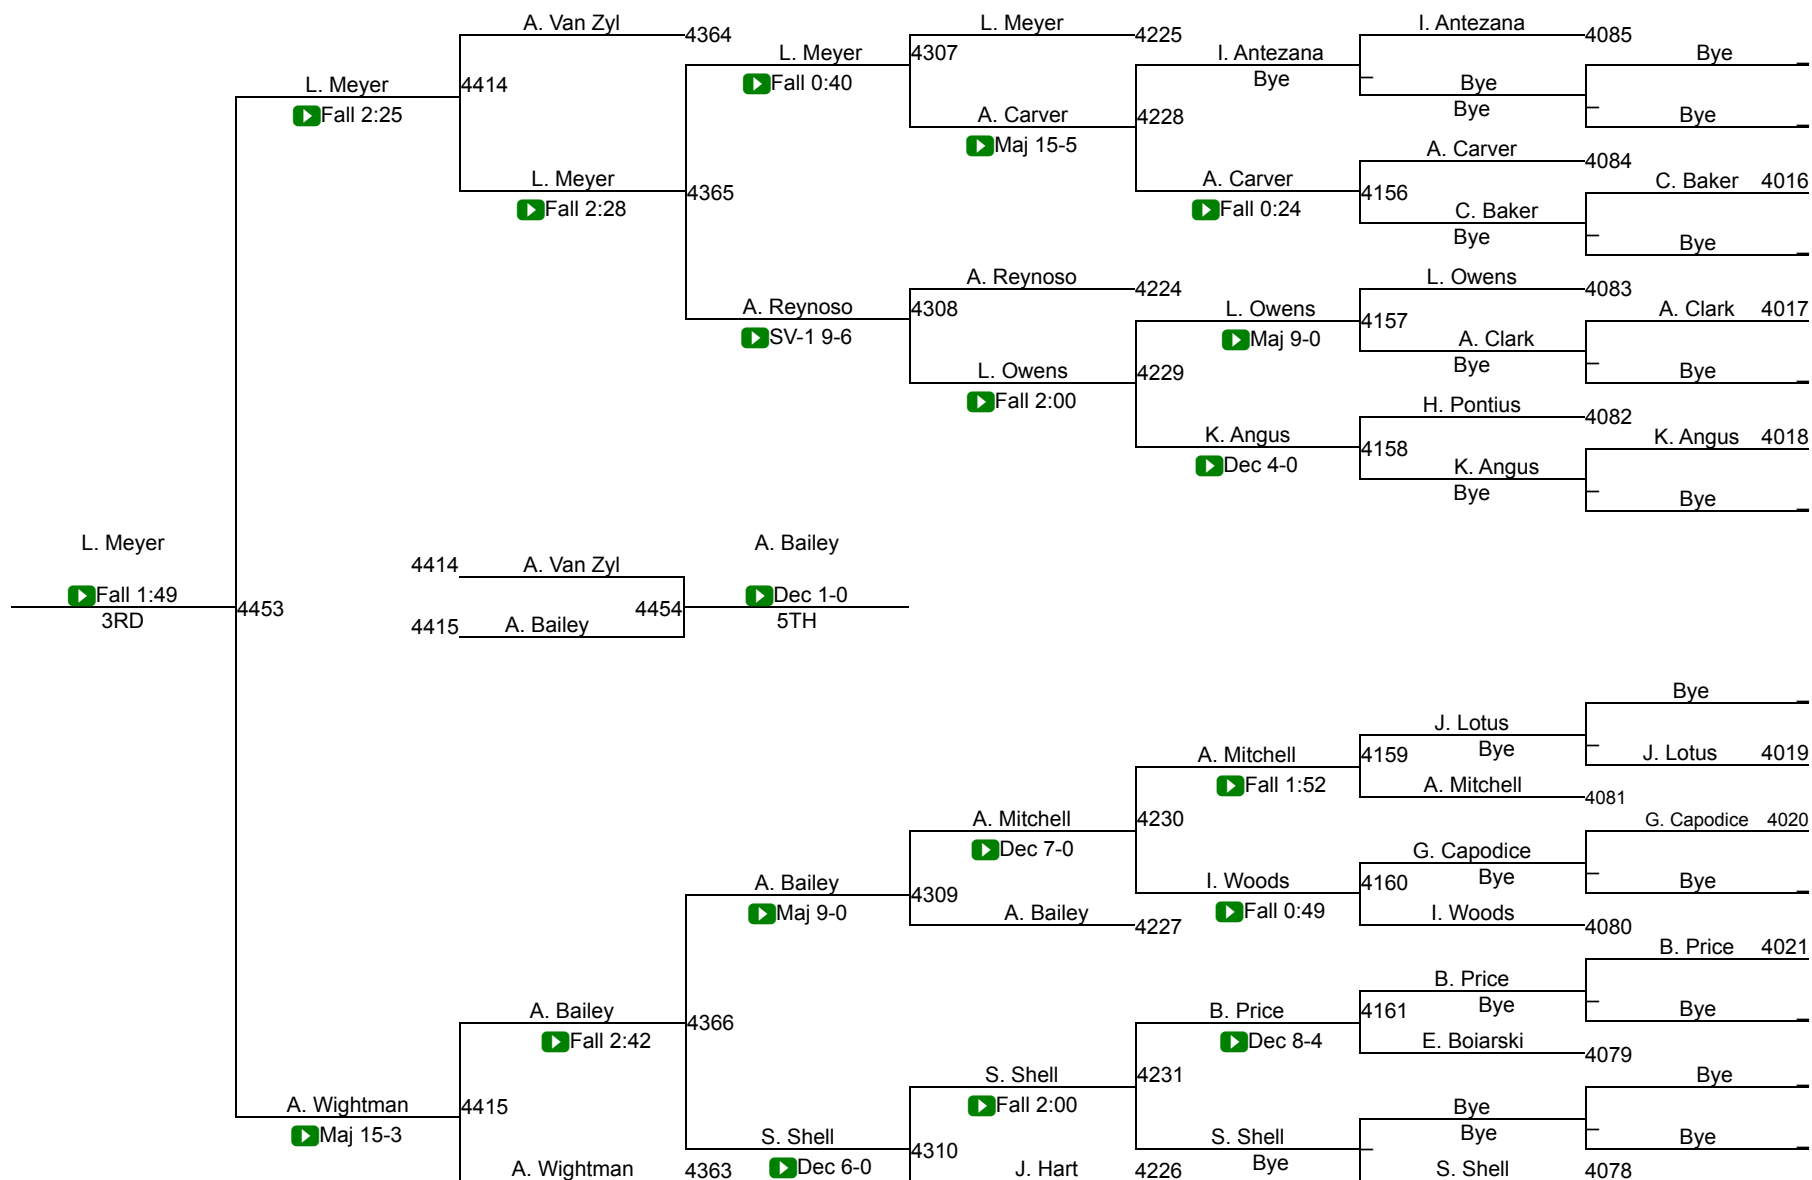 A. Van Zyl 4364
L. Meyer 4225
I. Antezana 4085
L. Meyer 4307
I. Antezana
Bye
Bye
Fall 0:40
Bye
L. Meyer 4414
Bye
Fall 2:25
A. Carver 4228
Bye
Maj 15-5
A. Carver 4084
L. Meyer 4365
A. Carver 4156
C. Baker 4016
Fall 2:28
Fall 0:24
C. Baker
Bye
Bye
A. Reynoso 4224
L. Owens 4083
A. Reynoso 4308
L. Owens 4157
A. Clark 4017
SV-1 9-6
Maj 9-0
A. Clark
Bye
L. Owens 4229
Bye
Fall 2:00
H. Pontius 4082
K. Angus 4158
K. Angus 4018
Dec 4-0
K. Angus
Bye
Bye
L. Meyer
A. Bailey
4414 A. Van Zyl
Fall 1:49 4453
4454 Dec 1-0
3RD
4415 A. Bailey
5TH
Bye
J. Lotus
Bye
A. Mitchell 4159
J. Lotus 4019
Fall 1:52
A. Mitchell 4081
A. Mitchell 4230
G. Capodice 4020
Dec 7-0
G. Capodice
Bye
A. Bailey 4309
I. Woods 4160
Bye
Maj 9-0
Fall 0:49
A. Bailey 4227
I. Woods 4080
B. Price 4021
B. Price
Bye
A. Bailey 4366
B. Price 4161
Bye
Fall 2:42
Dec 8-4
E. Boiarski 4079
S. Shell 4231
Bye
Fall 2:00
A. Wightman 4415
Bye
Bye
Maj 15-3
S. Shell 4310
S. Shell
Bye
Bye
A. Wightman 4363
Dec 6-0
J. Hart 4226
S. Shell 4078